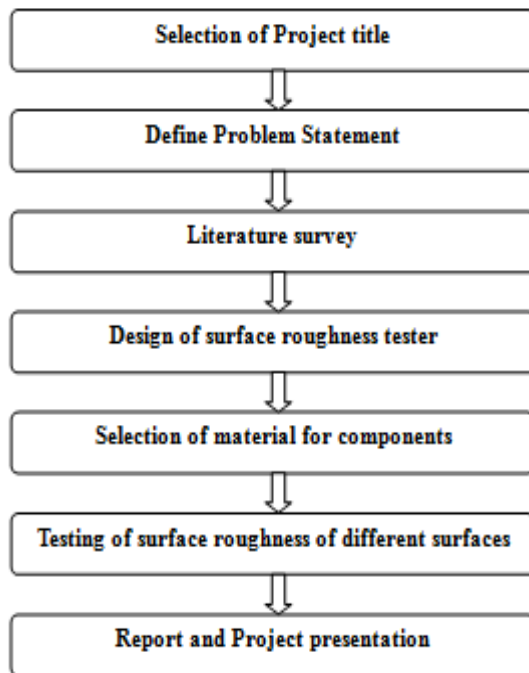 Selection of Project title
Define Problem Statement
Literature survey
Design of surface roughness tester
Selection of material for components
Testing of surface roughness of different surfaces
Report and Project presentation